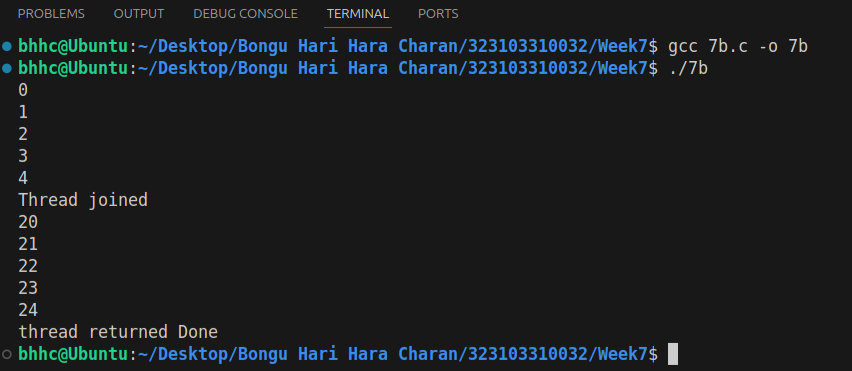 PROBLEMS OUTPUT DEBUG CONSOLE TERMINAL PORTS
bhhc@Ubuntu:~/Desktop/Bongu Hari Hara Charan/323103310032/Week7$ gcc 7b.c -o 7b
bhhc@Ubuntu:~/Desktop/Bongu Hari Hara Charan/323103310032/Week7$ ./7b
0
1
2
3
4
Thread joined
20
21
22
23
24
thread returned Done
bhhc@Ubuntu:~/Desktop/Bongu Hari Hara Charan/323103310032/Week7$